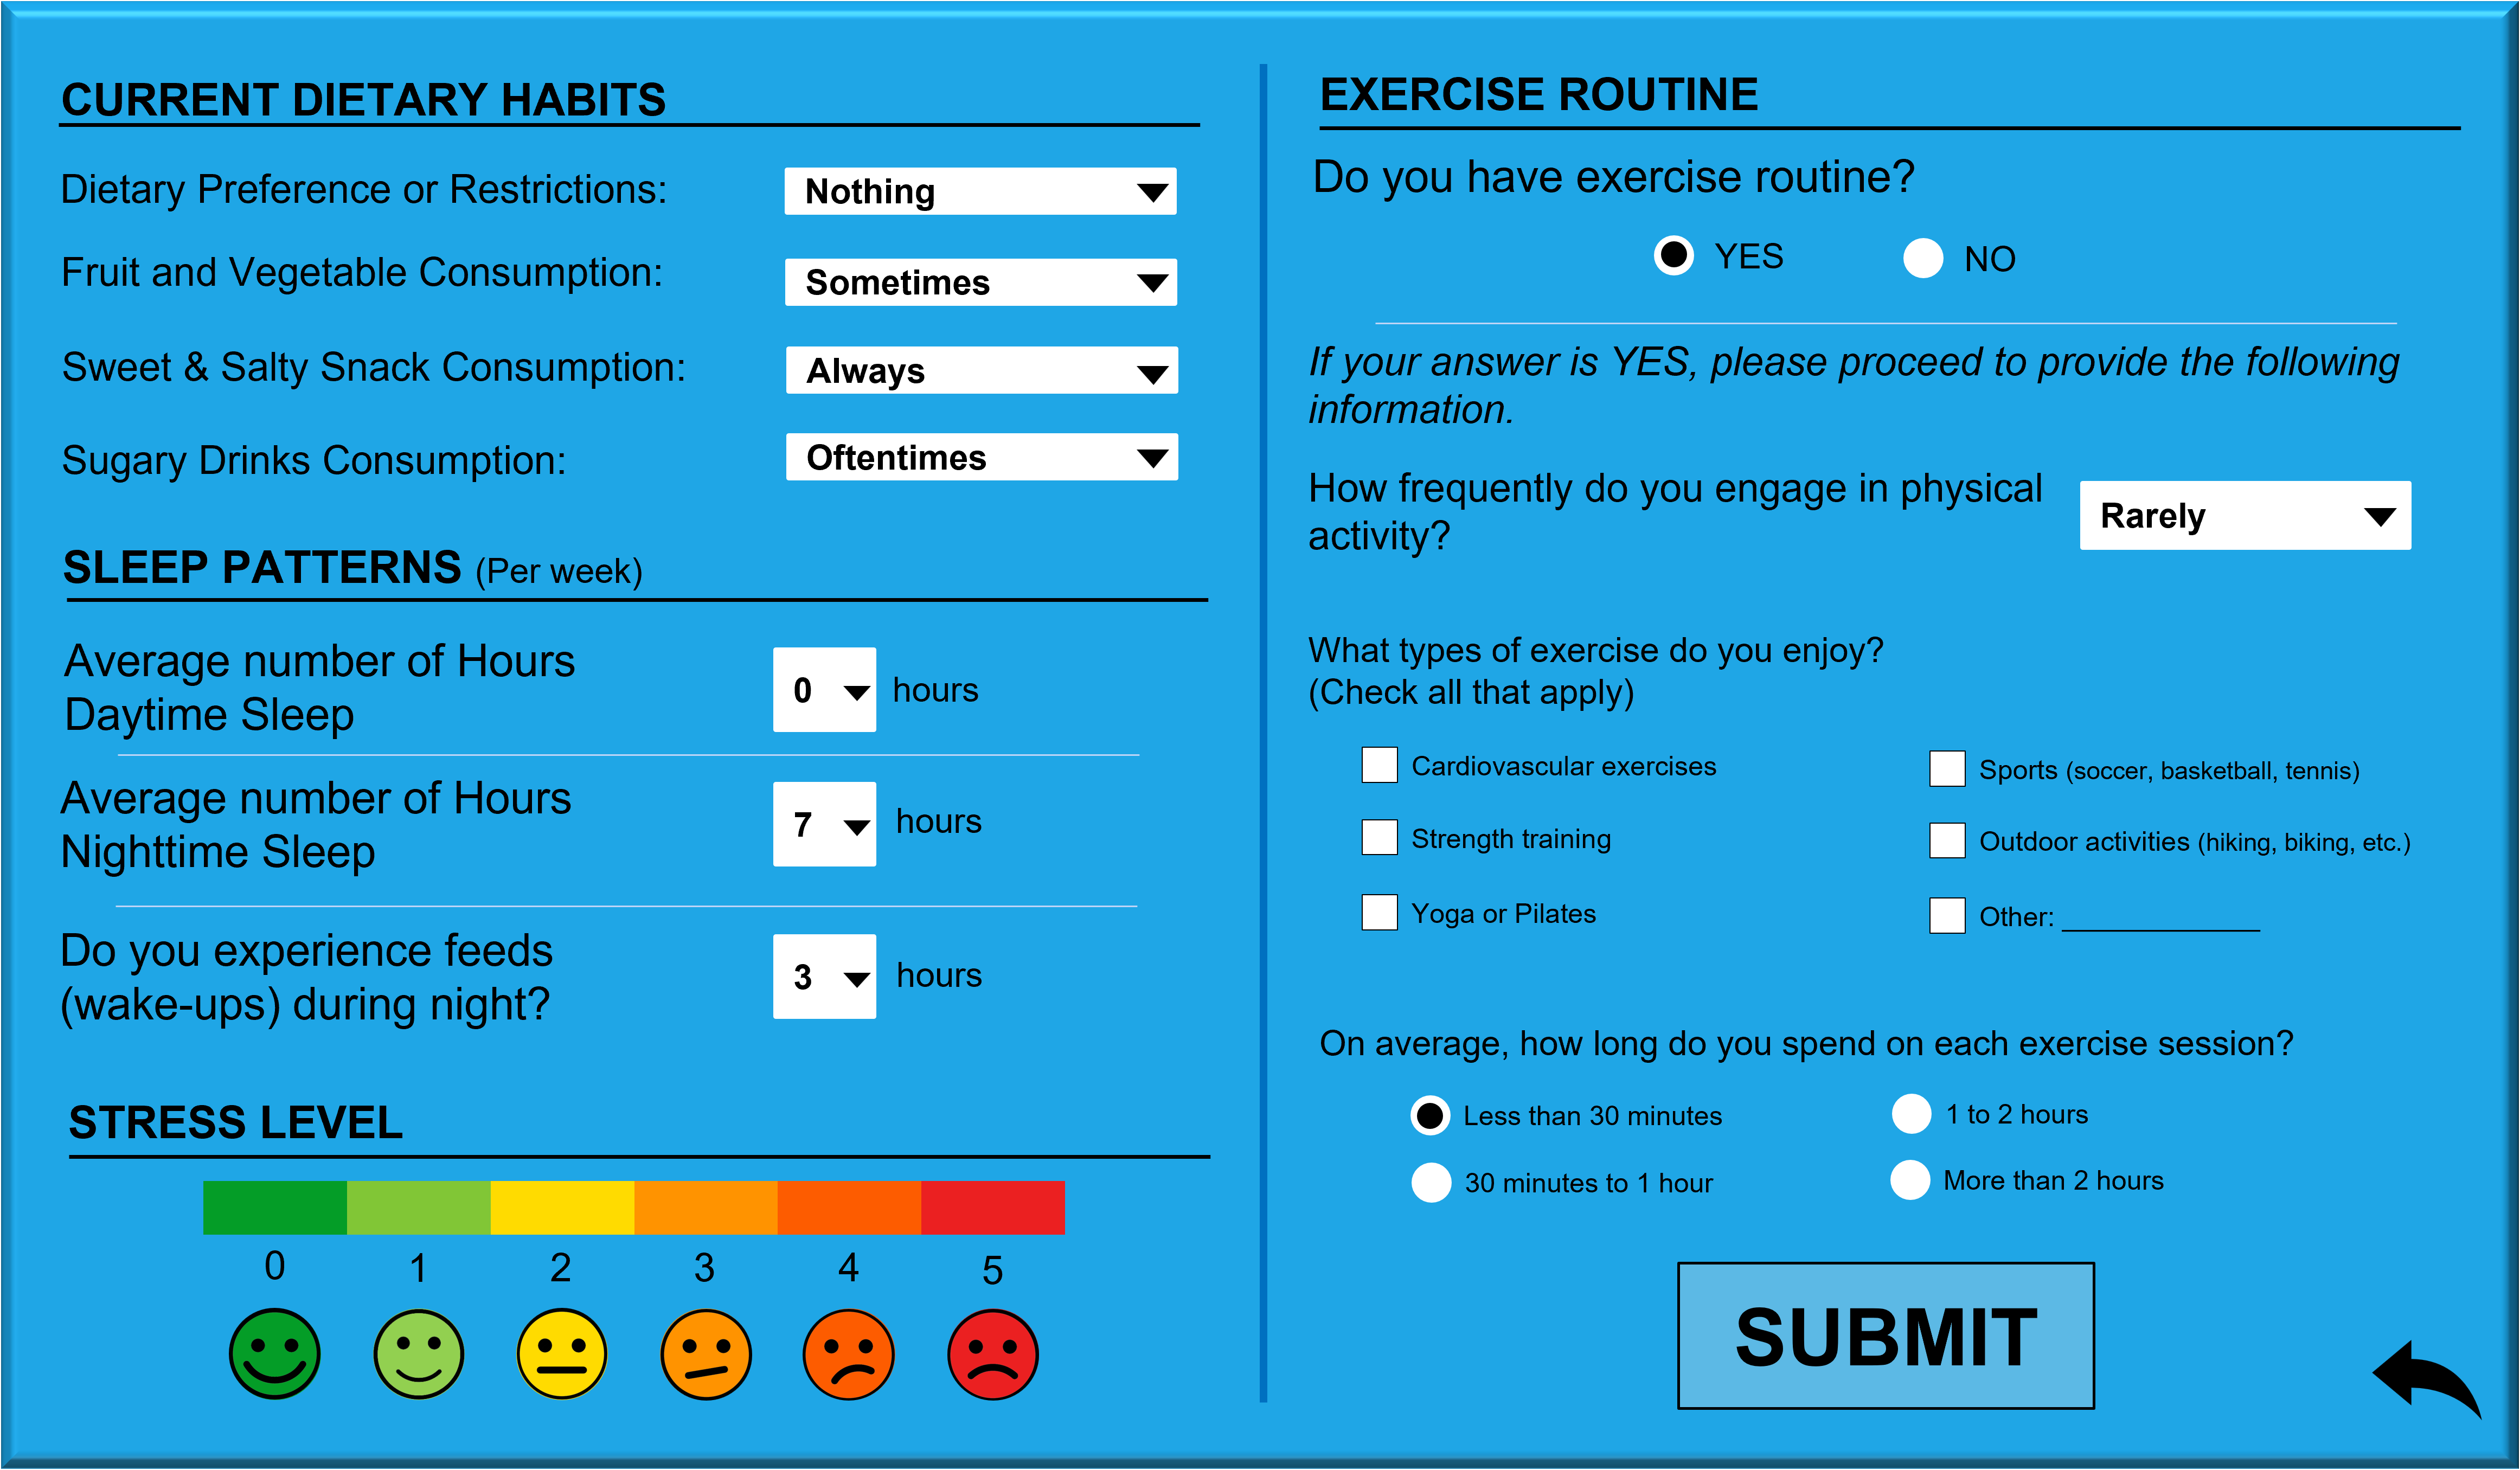 CURRENT DIETARY HABITS
Dietary Preference or Restrictions: Nothing
Fruit and Vegetable Consumption: Sometimes
Sweet & Salty Snack Consumption: Always
Sugary Drinks Consumption: Oftentimes
SLEEP PATTERNS (Per week)
Average number of Hours
Daytime Sleep
0 hours
Average number of Hours
Nighttime Sleep
7 hours
Do you experience feeds
(wake-ups) during night?
3 hours
STRESS LEVEL
0 1 2 3 4 5
EXERCISE ROUTINE
Do you have exercise routine?
YES NO
If your answer is YES, please proceed to provide the following
information.
How frequently do you engage in physical
activity?
Rarely
What types of exercise do you enjoy?
(Check all that apply)
Cardiovascular exercises
Sports (soccer, basketball, tennis)
Strength training
Outdoor activities (hiking, biking, etc.)
Yoga or Pilates
Other: ______________
On average, how long do you spend on each exercise session?
Less than 30 minutes
1 to 2 hours
30 minutes to 1 hour
More than 2 hours
SUBMIT